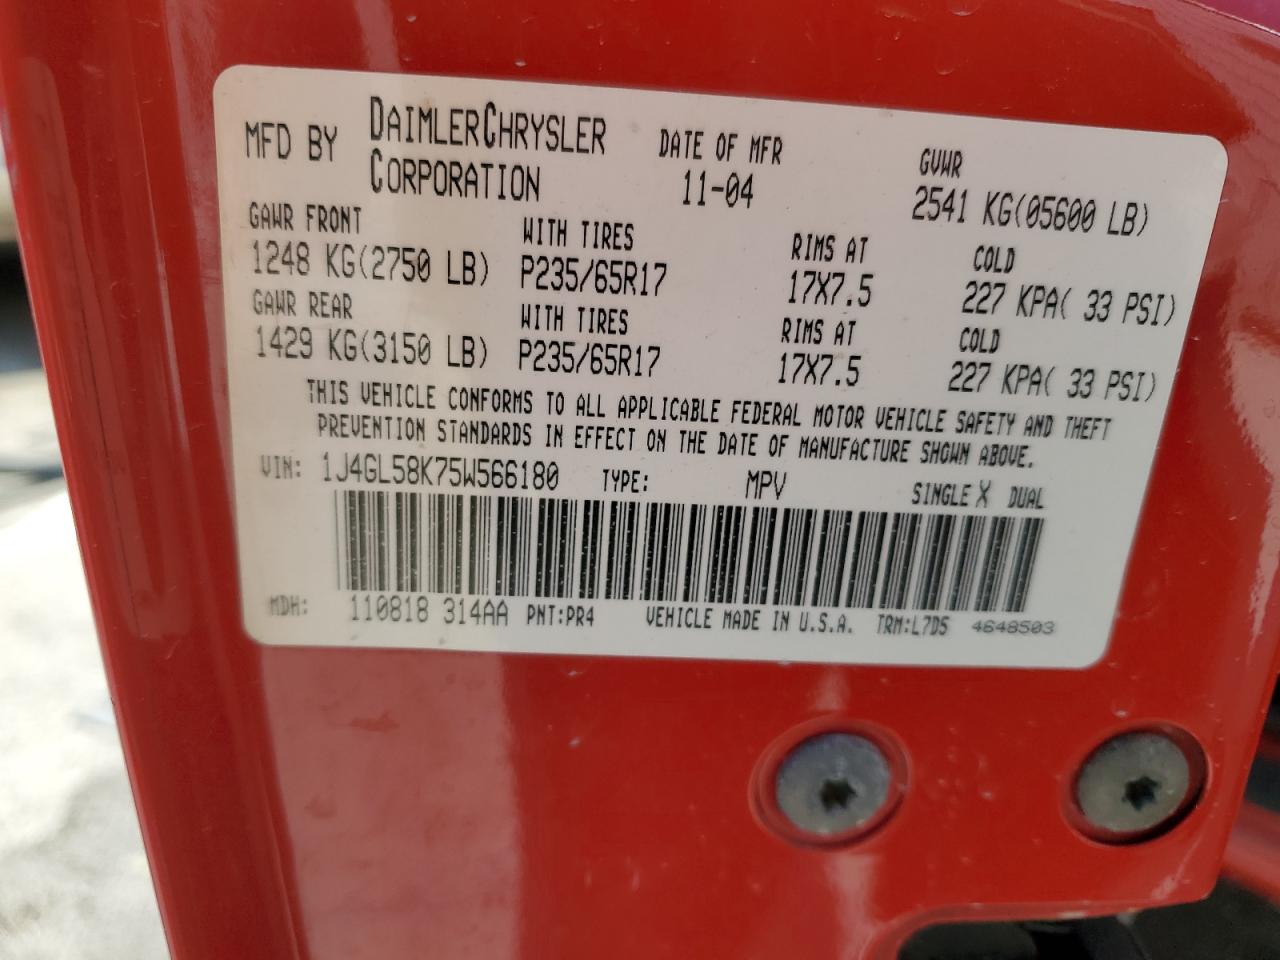 MFD BY DAIMLERCHRYSLER CORPORATION DATE OF MFR 11-04 GVWR 2541 KG(05600 LB)
GAWR FRONT WITH TIRES RIMS AT COLD
1248 KG(2750 LB) P235/65R17 17X7.5 227 KPA( 33 PSI)
GAWR REAR WITH TIRES RIMS AT COLD
1429 KG(3150 LB) P235/65R17 17X7.5 227 KPA( 33 PSI)
THIS VEHICLE CONFORMS TO ALL APPLICABLE FEDERAL MOTOR VEHICLE SAFETY AND THEFT
PREVENTION STANDARDS IN EFFECT ON THE DATE OF MANUFACTURE SHOWN ABOVE.
VIN: 1J4GL58K75W566180 TYPE: MPV SINGLE X DUAL
MDH: 110818 314AA PNT:PR4 VEHICLE MADE IN U.S.A. TRM:L7D5 4648503